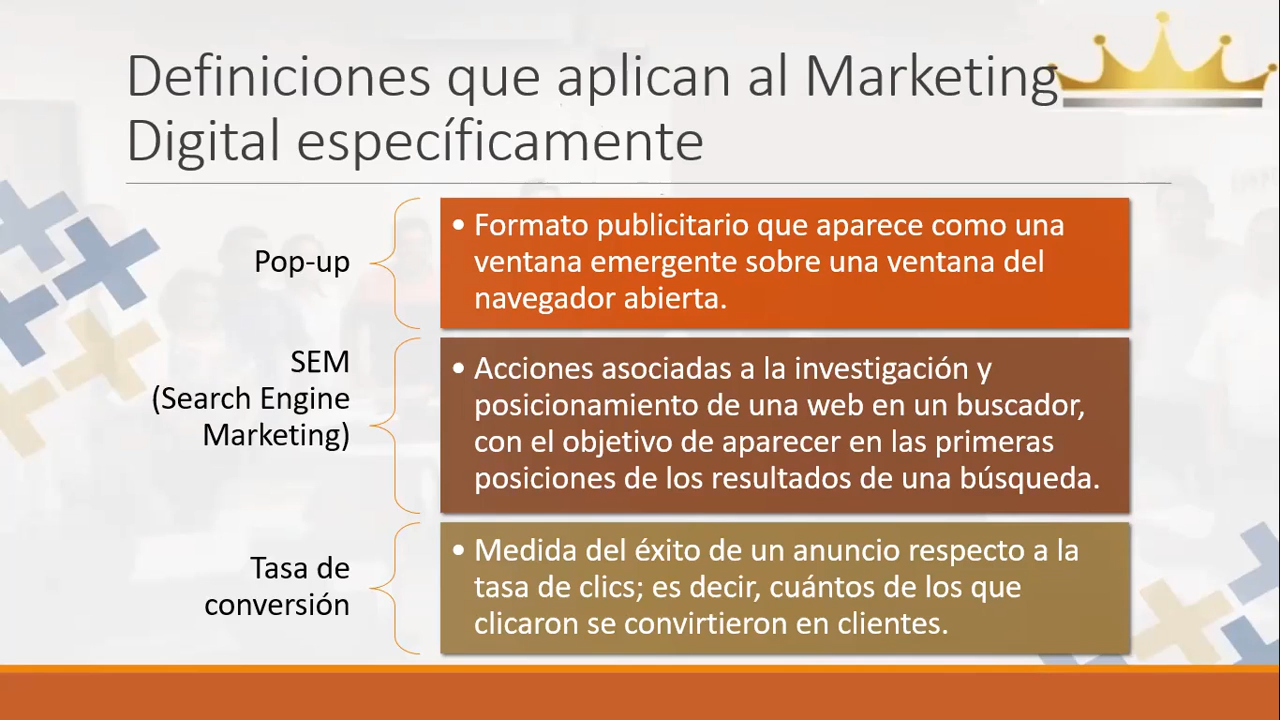 Definiciones que aplican al Marketing
Digital específicamente
Pop-up
• Formato publicitario que aparece como una
ventana emergente sobre una ventana del
navegador abierta.
SEM
(Search Engine
Marketing)
• Acciones asociadas a la investigación y
posicionamiento de una web en un buscador,
con el objetivo de aparecer en las primeras
posiciones de los resultados de una búsqueda.
Tasa de
conversión
• Medida del éxito de un anuncio respecto a la
tasa de clics; es decir, cuántos de los que
clicaron se convirtieron en clientes.